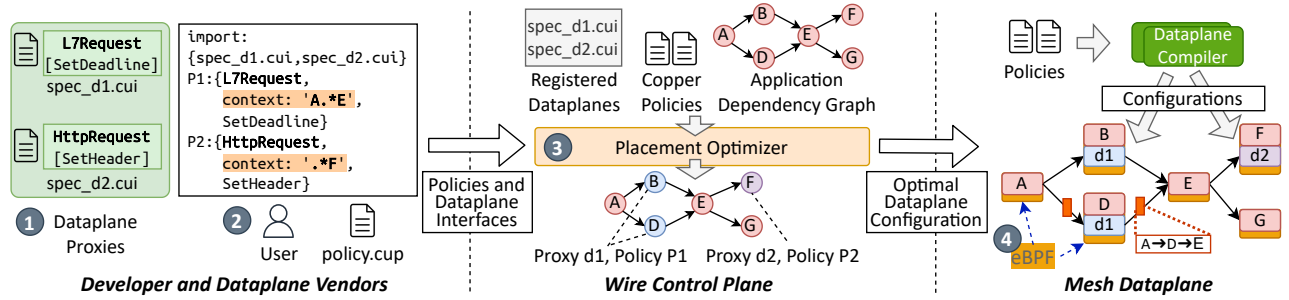 1
L7Request
[SetDeadline]
spec_d1.cui
HttpRequest
[SetHeader]
spec_d2.cui
Dataplane
Proxies
import:
{spec_d1.cui,spec_d2.cui}
P1:{L7Request,
context: 'A.*E',
SetDeadline}
P2:{HttpRequest,
context: '.*F',
SetHeader}
2
User
policy.cup
Developer and Dataplane Vendors
Policies and
Dataplane
Interfaces
spec_d1.cui
spec_d2.cui
Registered
Dataplanes
Copper
Policies
A
B
D
E
F
G
Application
Dependency Graph
3
Placement Optimizer
A
B
D
E
F
G
Proxy d1, Policy P1
Proxy d2, Policy P2
Wire Control Plane
Optimal
Dataplane
Configuration
Policies
Dataplane
Compiler
Configurations
B
d1
F
d2
A
E
D
d1
G
4
eBPF
A→D→E
Mesh Dataplane